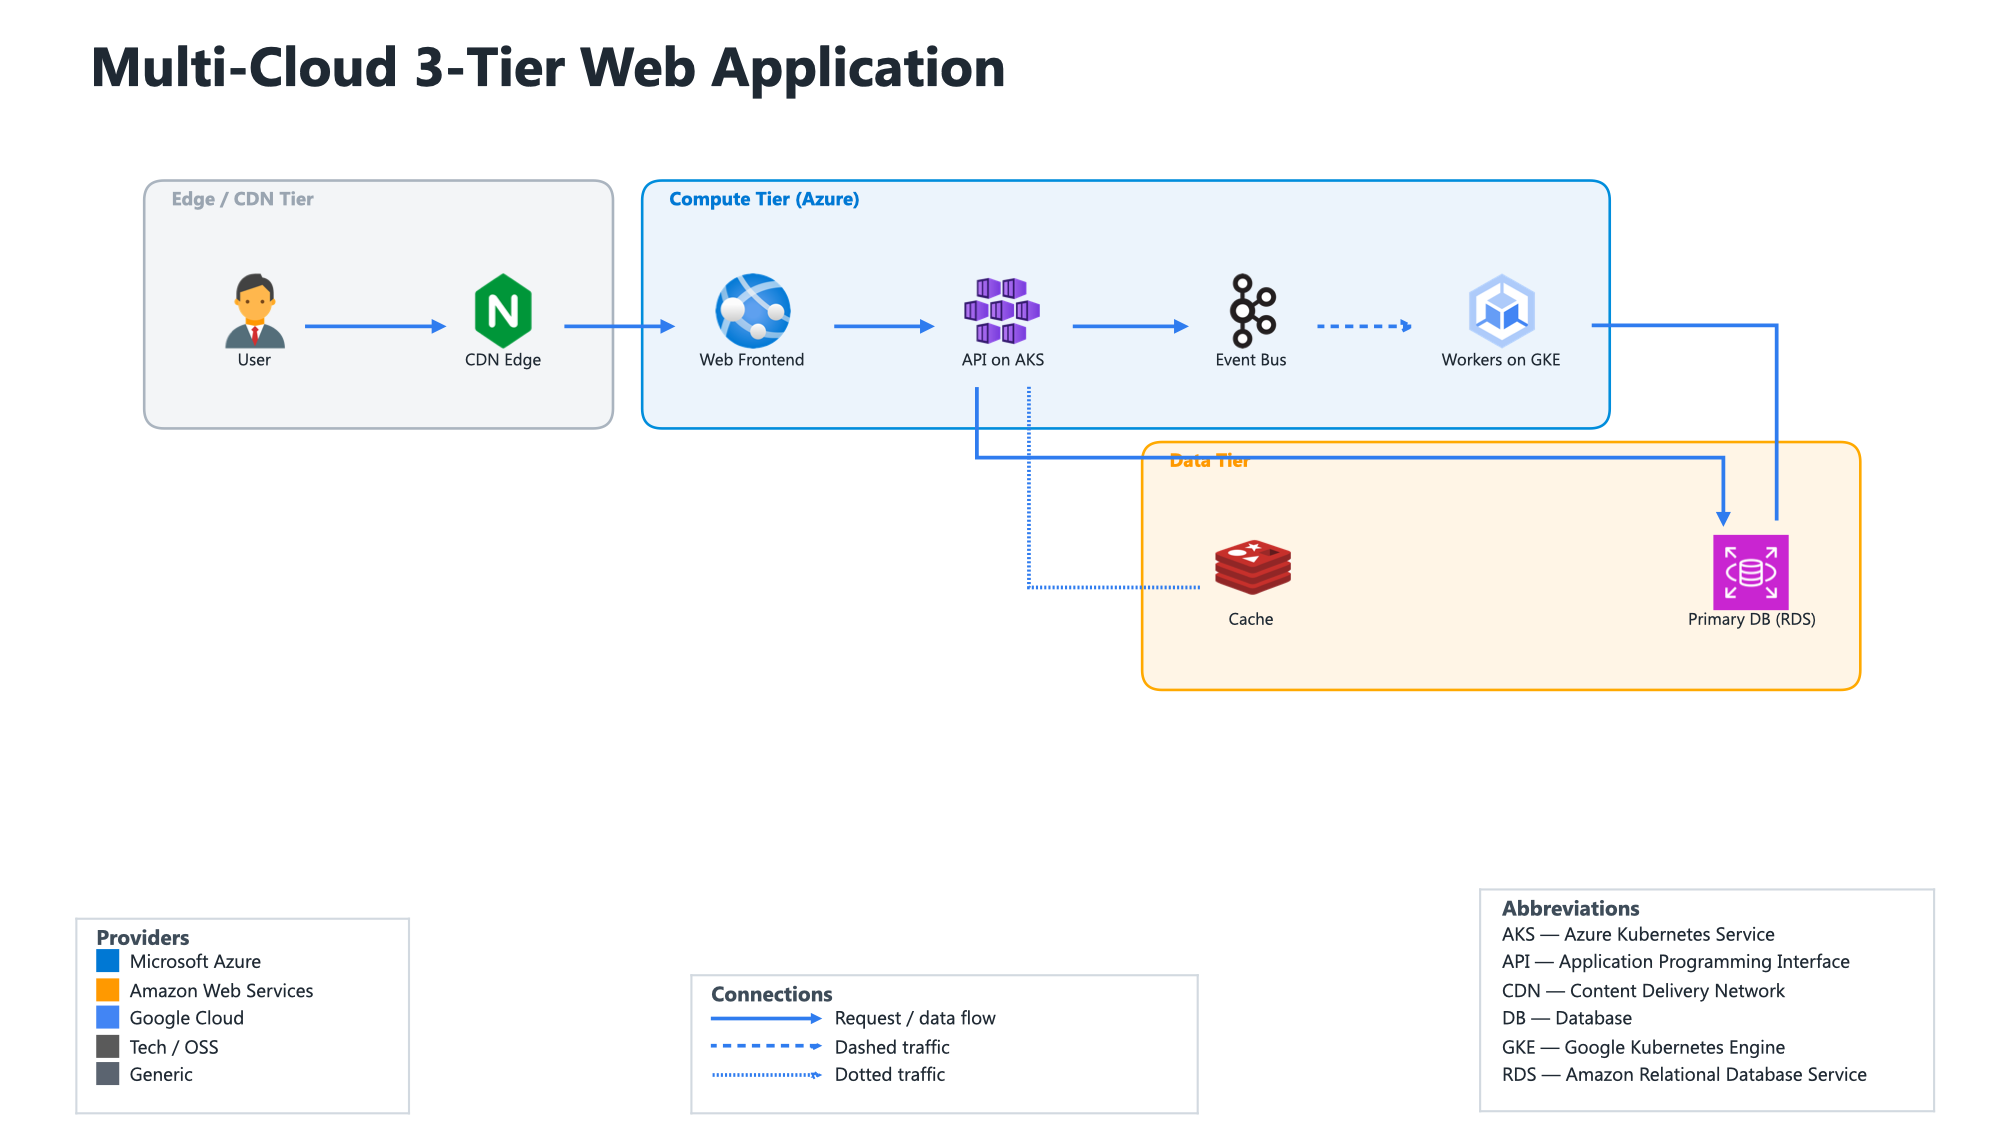 Multi-Cloud 3-Tier Web Application
Edge / CDN Tier
Compute Tier (Azure)
User
CDN Edge
Web Frontend
API on AKS
Event Bus
Workers on GKE
Data Tier
Cache
Primary DB (RDS)
Providers
Microsoft Azure
Amazon Web Services
Google Cloud
Tech / OSS
Generic
Connections
Request / data flow
Dashed traffic
Dotted traffic
Abbreviations
AKS — Azure Kubernetes Service
API — Application Programming Interface
CDN — Content Delivery Network
DB — Database
GKE — Google Kubernetes Engine
RDS — Amazon Relational Database Service